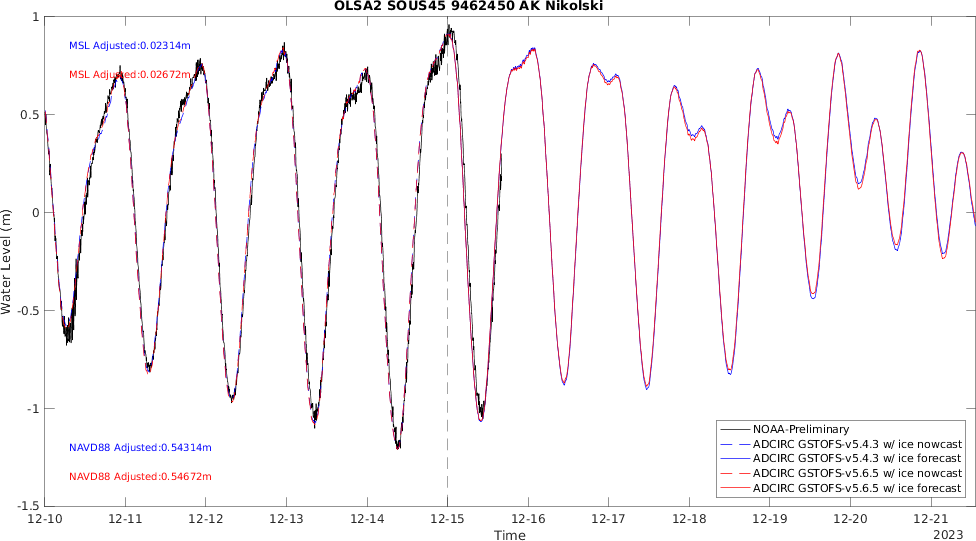 OLSA2 SOUS45 9462450 AK Nikolski
MSL Adjusted:0.02314m
MSL Adjusted:0.02672m
NAVD88 Adjusted:0.54314m
NAVD88 Adjusted:0.54672m
Water Level (m)
1
0.5
0
-0.5
-1
-1.5
NOAA-Preliminary
ADCIRC GSTOFS-v5.4.3 w/ ice nowcast
ADCIRC GSTOFS-v5.4.3 w/ ice forecast
ADCIRC GSTOFS-v5.6.5 w/ ice nowcast
ADCIRC GSTOFS-v5.6.5 w/ ice forecast
12-10 12-11 12-12 12-13 12-14 12-15 12-16 12-17 12-18 12-19 12-20 12-21
Time
2023